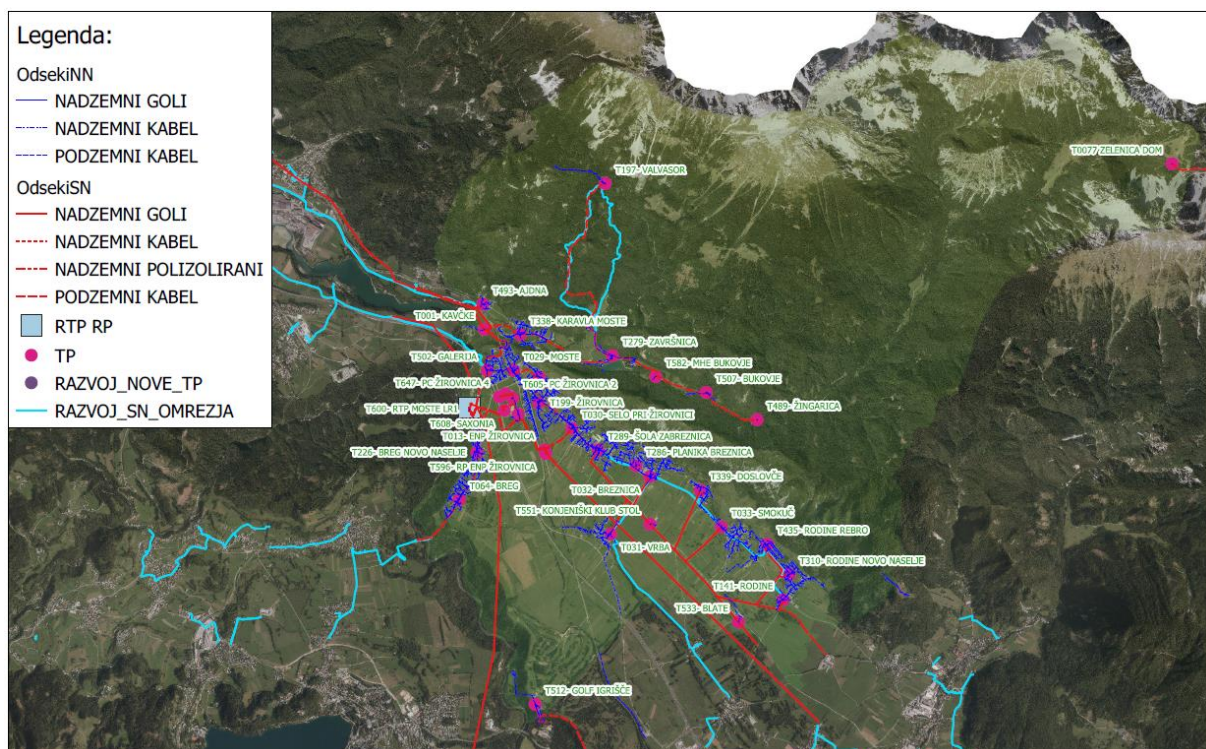 Legenda:
OdsekiNN
NADZEMNI GOLI
NADZEMNI KABEL
PODZEMNI KABEL
OdsekiSN
NADZEMNI GOLI
NADZEMNI KABEL
NADZEMNI POLIZOLIRANI
PODZEMNI KABEL
RTP RP
TP
RAZVOJ_NOVE_TP
RAZVOJ_SN_OMREZJA
T0077 ZELENICA DOM
T197- VALVASOR
T493- AJDNA
T001- KAVČKE
T338- KARAVLA MOSTE
T279- ZAVRŠNICA
T502- GALERIJA
T029- MOSTE
T582- MHE BUKOVJE
T647- PC ŽIROVNICA 4
T605- PC ŽIROVNICA 2
T507- BUKOVJE
T199- ŽIROVNICA
T600- RTP MOSTE LR1
T030- SELO PRI ŽIROVNICI
T489- ŽINGARICA
T608- SAXONIA
T013- ENP ŽIROVNICA
T289- ŠOLA ZABREZNICA
T226- BREG NOVO NASELJE
T286- PLANIKA BREZNICA
T596- RP ENP ŽIROVNICA
T339- DOSLOVČE
T064- BREG
T032- BREZNICA
T551- KONJENIŠKI KLUB STOL
T033- SMOKUČ
T435- RODINE REBRO
T031- VRBA
T310- RODINE NOVO NASELJE
T141- RODINE
T533- BLATE
T512- GOLF IGRIŠČE